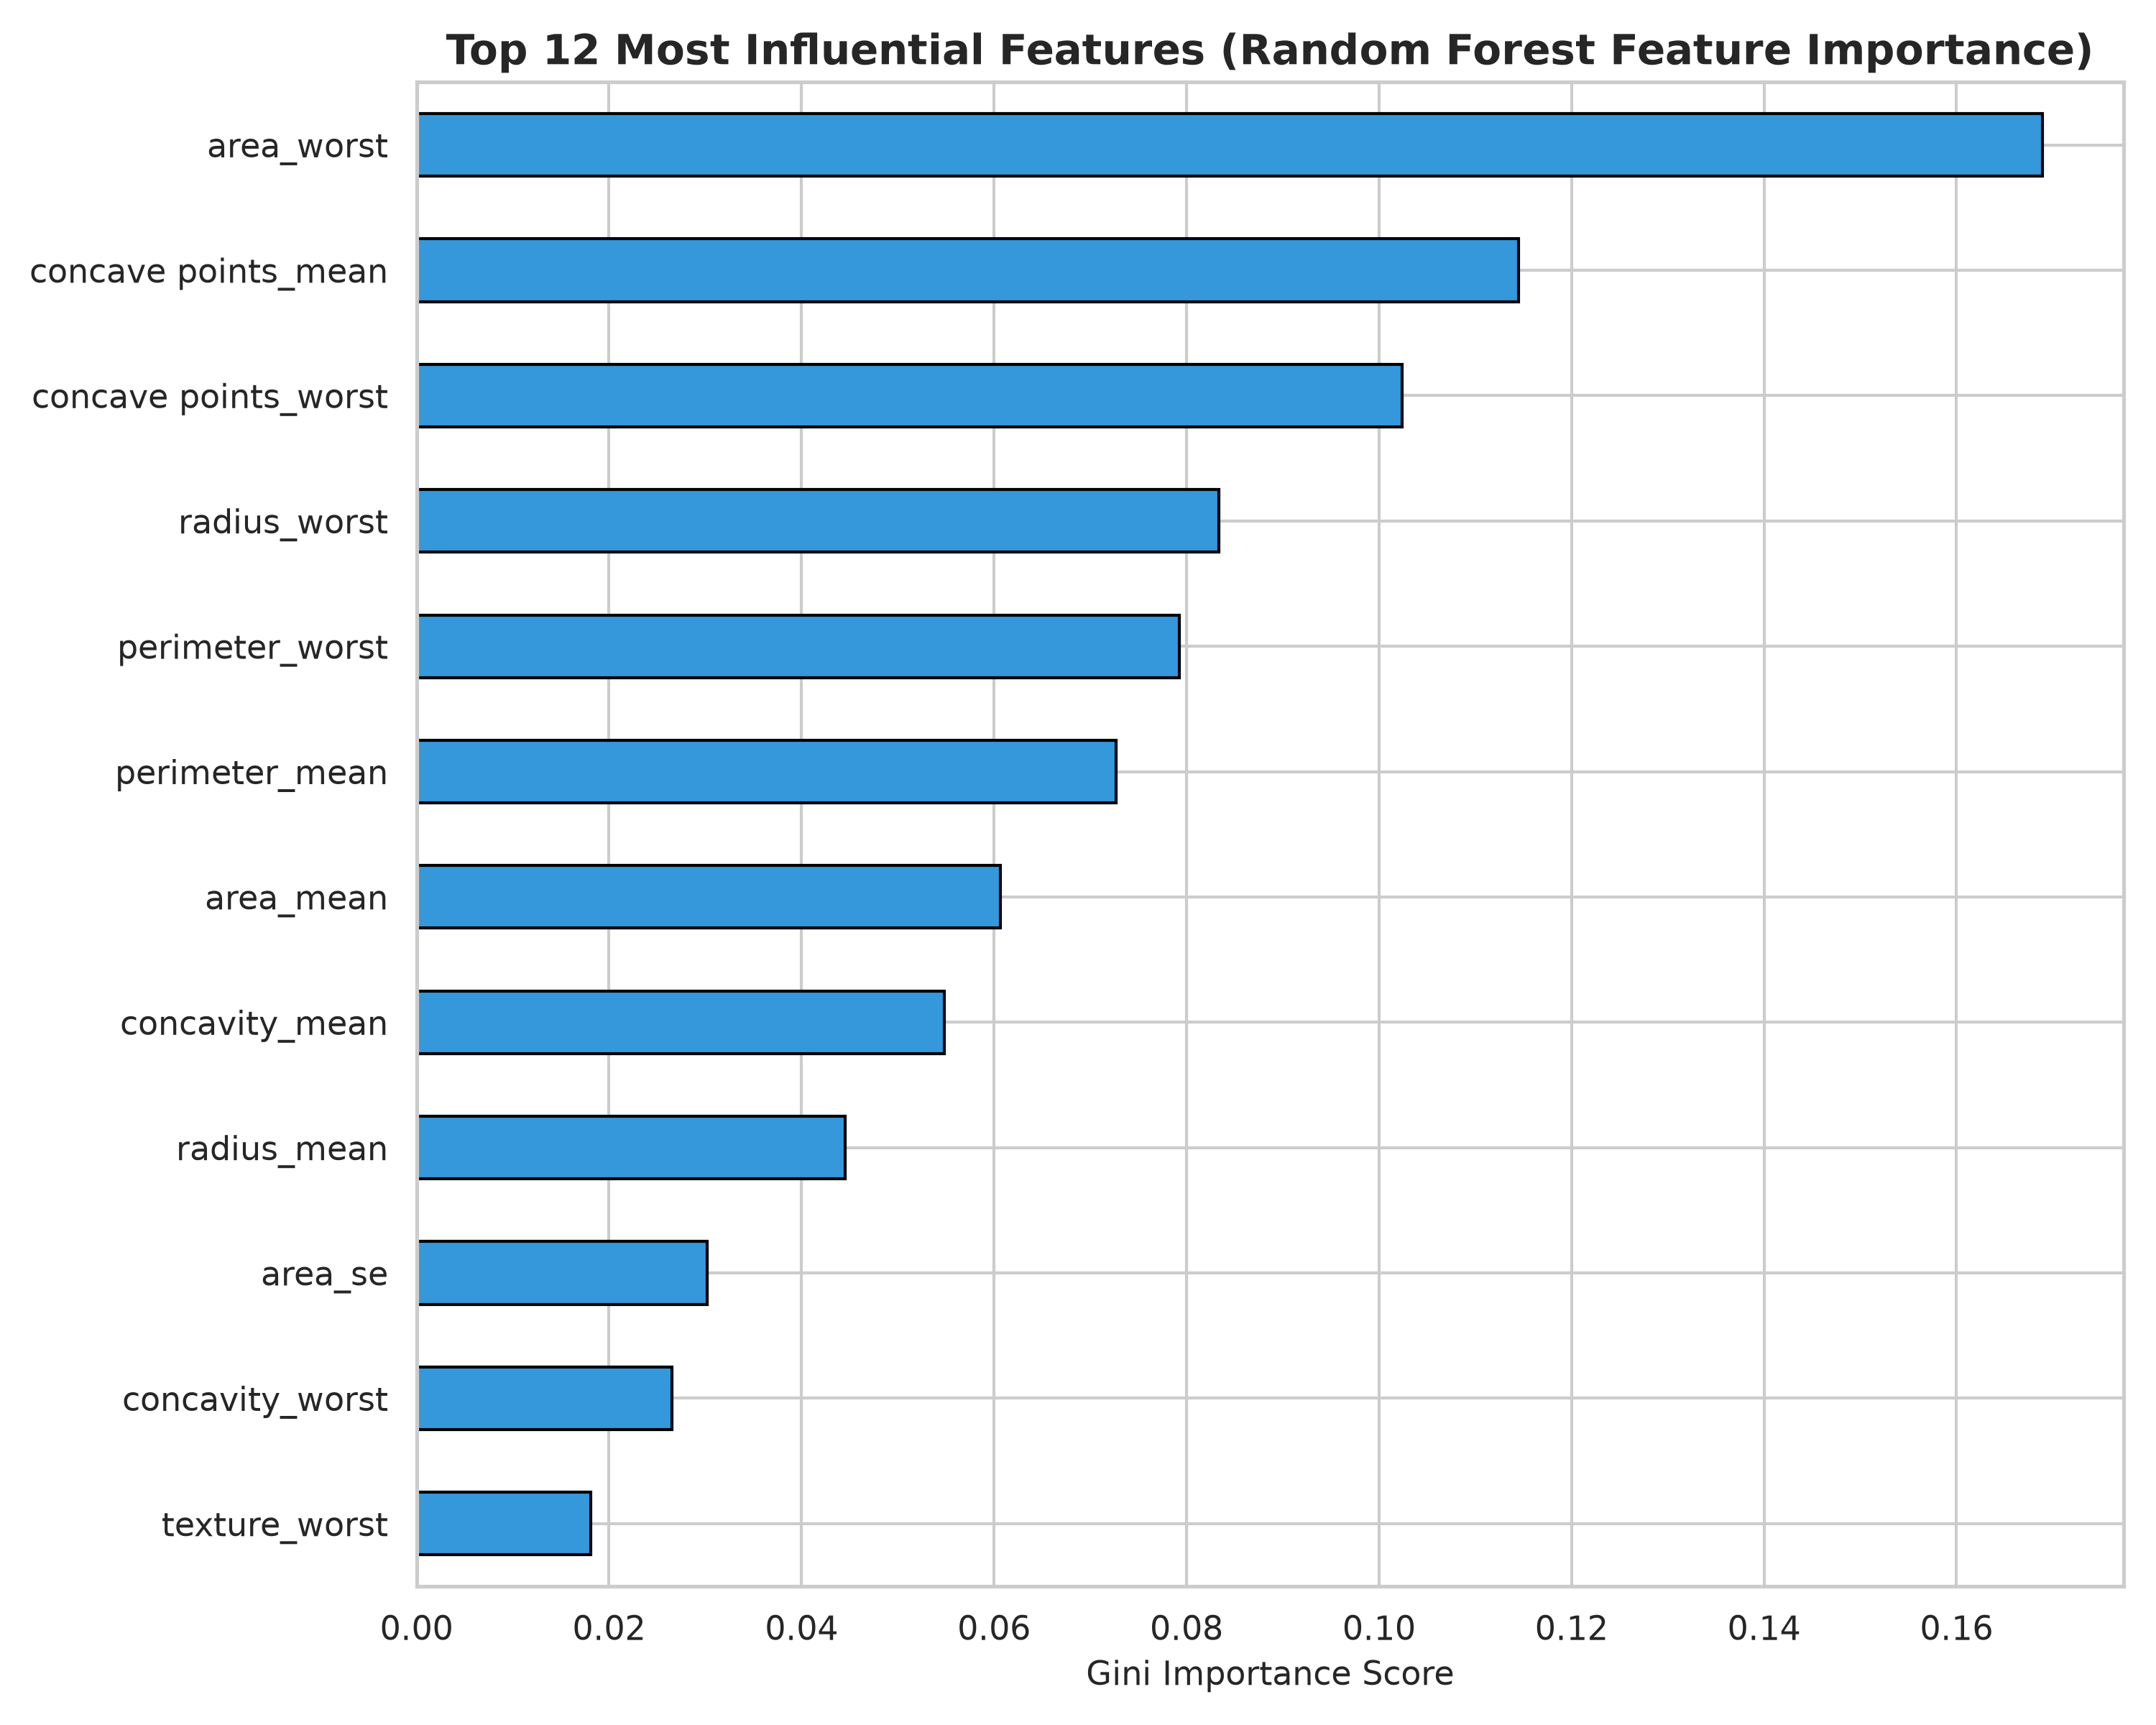 Top 12 Most Influential Features (Random Forest Feature Importance)
area_worst
concave points_mean
concave points_worst
radius_worst
perimeter_worst
perimeter_mean
area_mean
concavity_mean
radius_mean
area_se
concavity_worst
texture_worst
0.00 0.02 0.04 0.06 0.08 0.10 0.12 0.14 0.16
Gini Importance Score